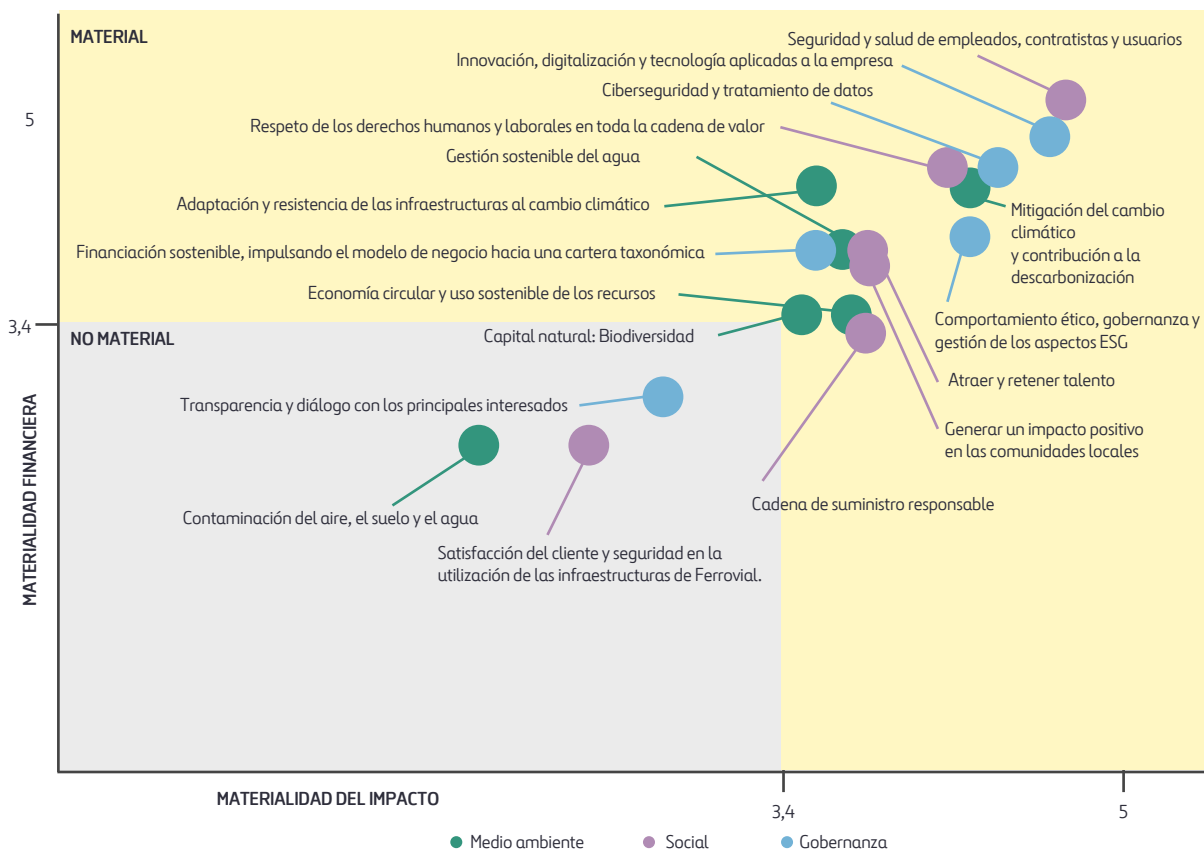 MATERIAL
Seguridad y salud de empleados, contratistas y usuarios
Innovación, digitalización y tecnología aplicadas a la empresa
Ciberseguridad y tratamiento de datos
5
Respeto de los derechos humanos y laborales en toda la cadena de valor
Gestión sostenible del agua
Adaptación y resistencia de las infraestructuras al cambio climático
Mitigación del cambio
climático
y contribución a la
descarbonización
Financiación sostenible, impulsando el modelo de negocio hacia una cartera taxonómica
Economía circular y uso sostenible de los recursos
3,4
NO MATERIAL
Capital natural: Biodiversidad
Comportamiento ético, gobernanza y
gestión de los aspectos ESG
Atraer y retener talento
Transparencia y diálogo con los principales interesados
Generar un impacto positivo
en las comunidades locales
Cadena de suministro responsable
Contaminación del aire, el suelo y el agua
Satisfacción del cliente y seguridad en la
utilización de las infraestructuras de Ferrovial.
MATERIALIDAD FINANCIERA
MATERIALIDAD DEL IMPACTO
3,4
5
Medio ambiente
Social
Gobernanza